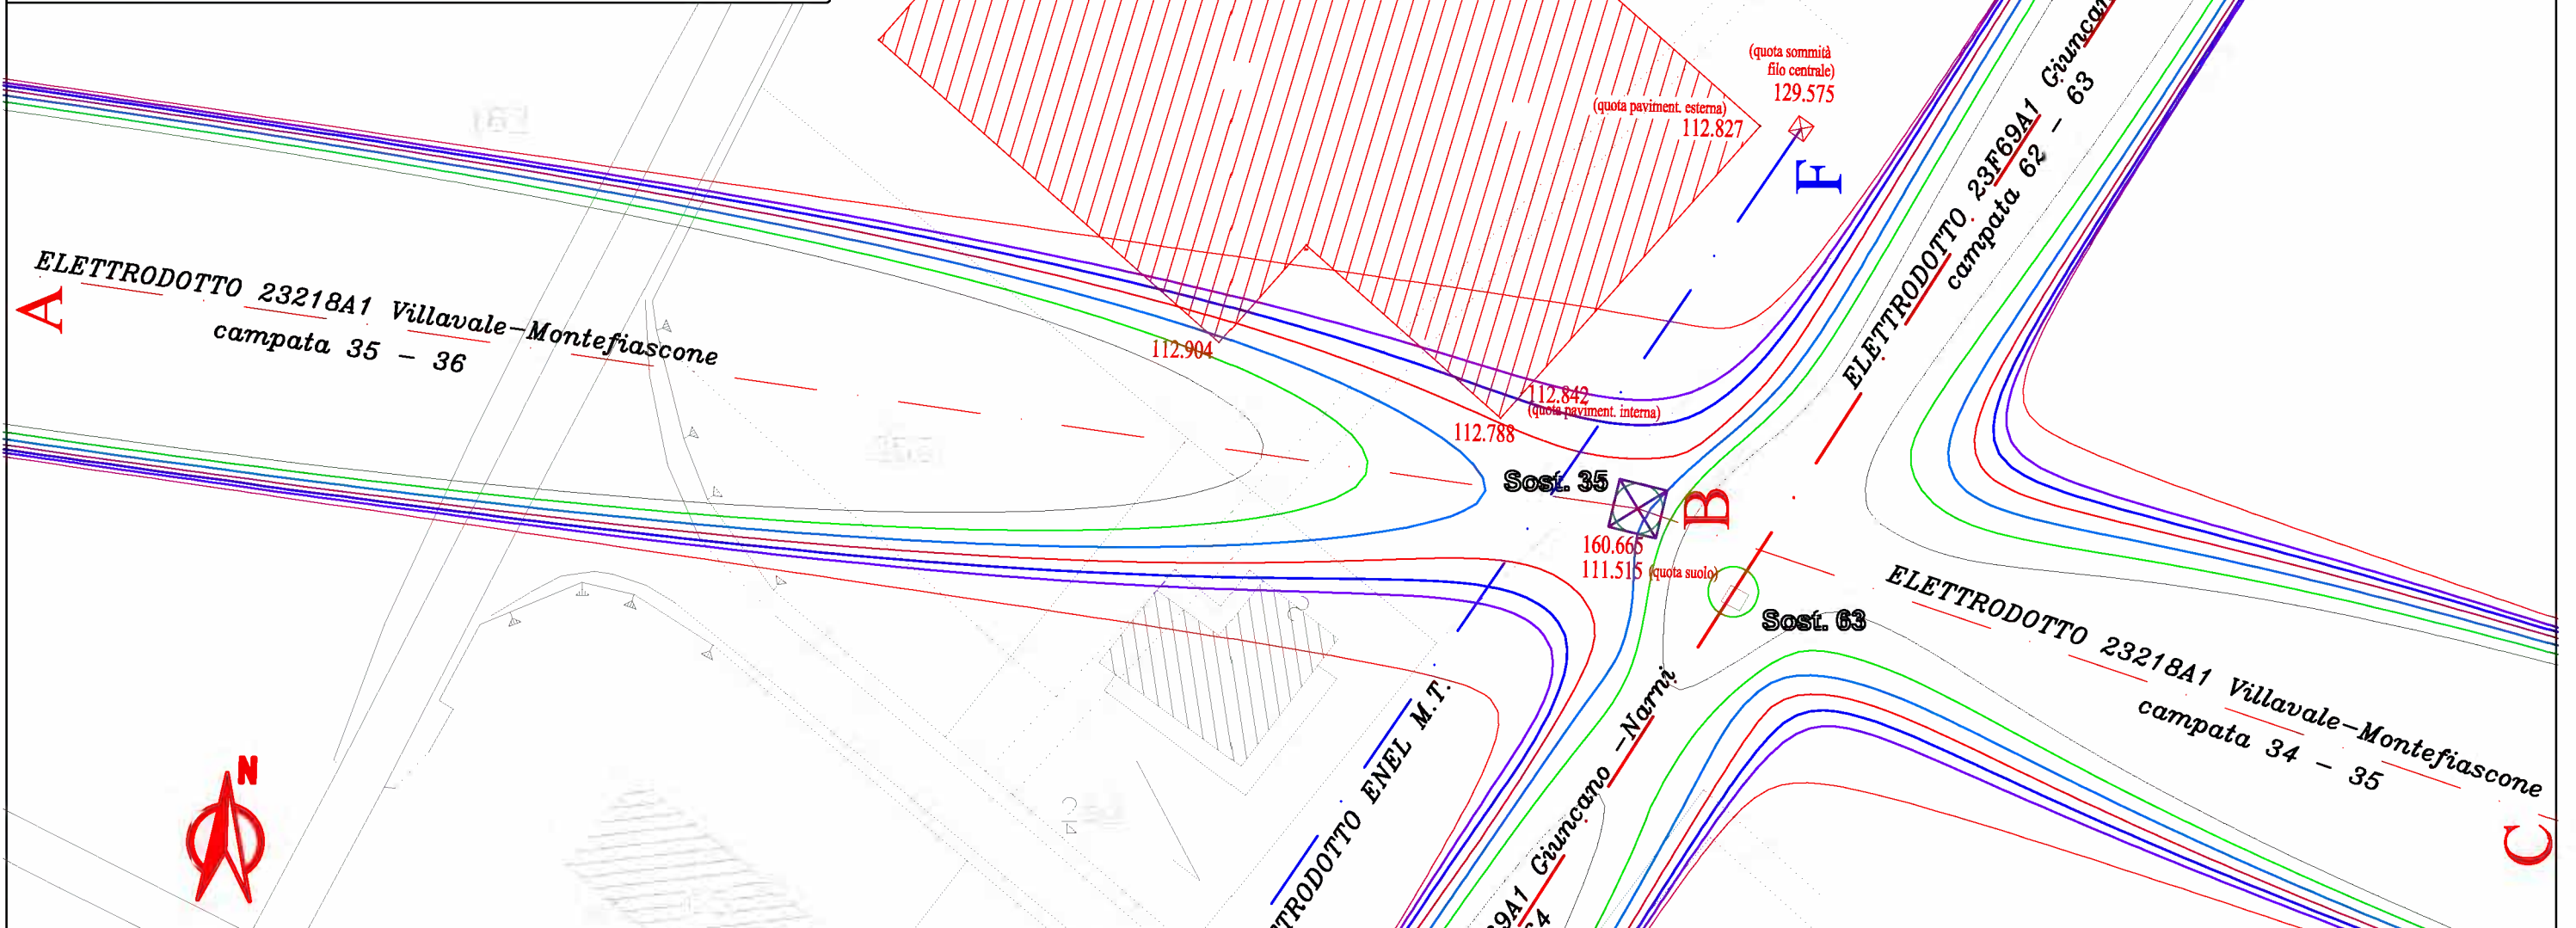 (quota sommità
filo centrale)
129.575
(quota paviment. esterna)
112.827
F
ELETTRODOTTO 23F69A1
campata 62 - 63
A
ELETTRODOTTO 23218A1 Villavale-Montefiascone
campata 35 - 36
112.904
112.842
(quota paviment. interna)
112.788
Sost. 35
B
160.665
111.515 (quota suolo)
Sost. 63
ELETTRODOTTO 23218A1 Villavale-Montefiascone
campata 34 - 35
C
ELETTRODOTTO ENEL M.T.
Giuncano -Narni
N